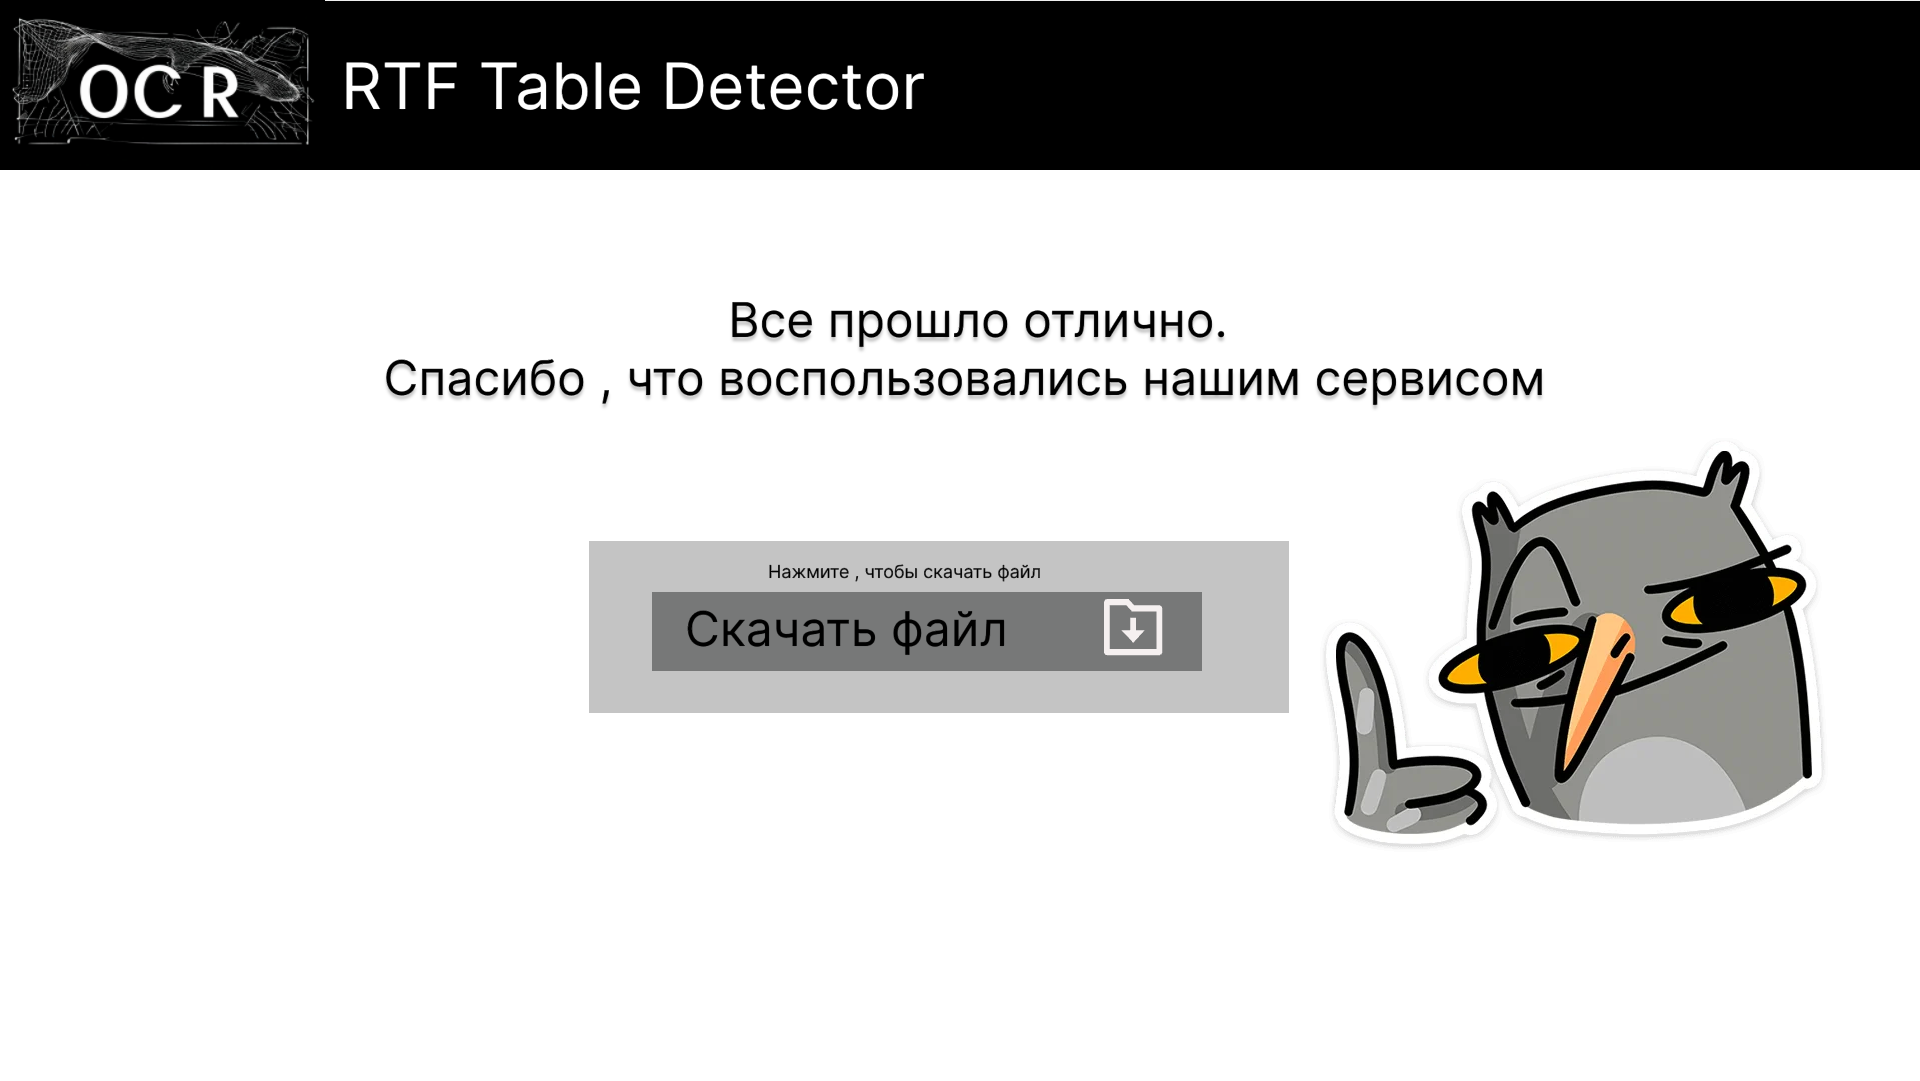 OCR
RTF Table Detector
Все прошло отлично.
Спасибо , что воспользовались нашим сервисом
Нажмите , чтобы скачать файл
Скачать файл